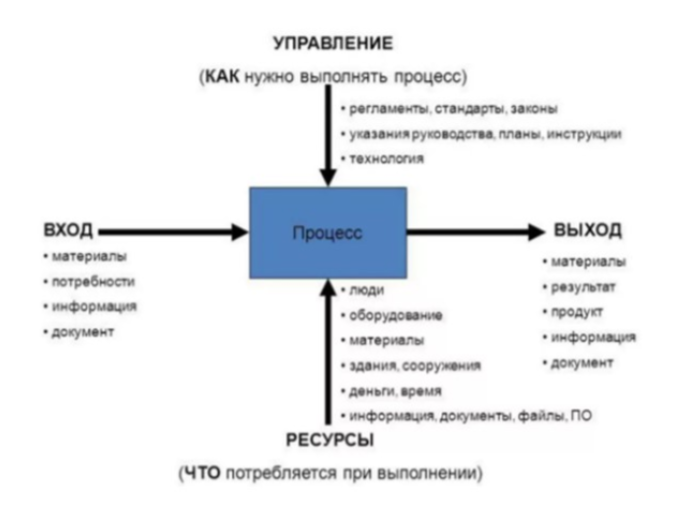 УПРАВЛЕНИЕ
(КАК нужно выполнять процесс)
• регламенты, стандарты, законы
• указания руководства, планы, инструкции
• технология
ВХОД
• материалы
• потребности
• информация
• документ
Процесс
ВЫХОД
• материалы
• результат
• продукт
• информация
• документ
• люди
• оборудование
• материалы
• здания, сооружения
• деньги, время
• информация, документы, файлы, ПО
РЕСУРСЫ
(ЧТО потребляется при выполнении)